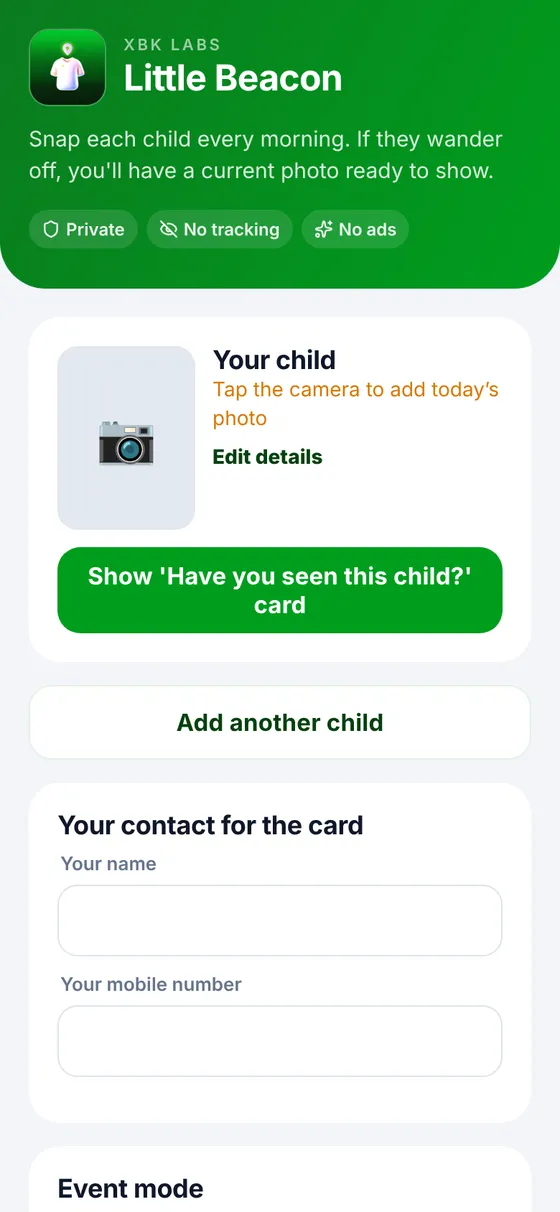 XBK LABS
Little Beacon
Snap each child every morning. If they wander
off, you'll have a current photo ready to show.
Private
No tracking
No ads
Your child
Tap the camera to add today’s
photo
Edit details
Show 'Have you seen this child?'
card
Add another child
Your contact for the card
Your name
Your mobile number
Event mode